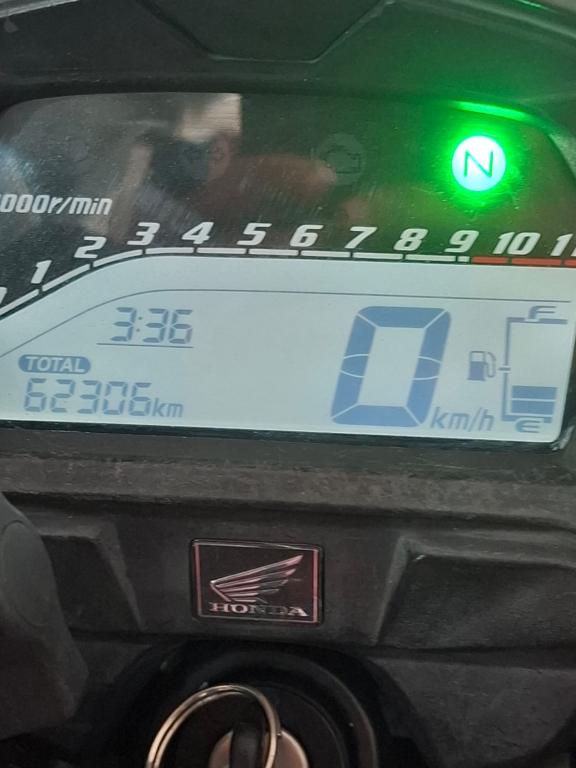 000r/min
1 2 3 4 5 6 7 8 9 10
N
3:36
TOTAL
62306km
0 km/h
F
E
HONDA